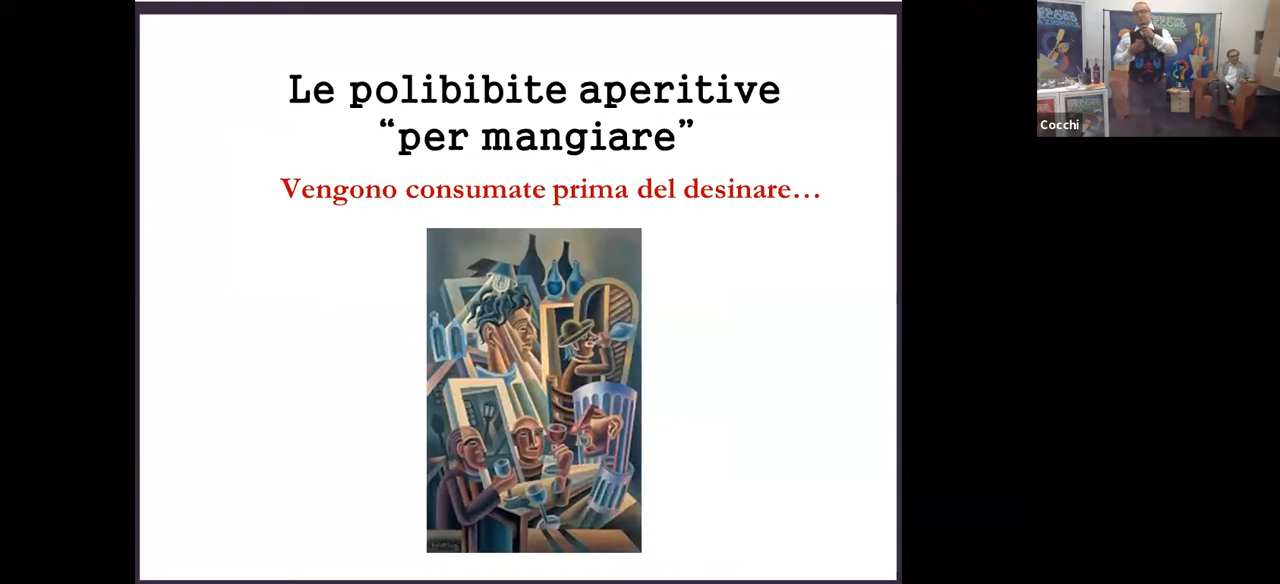 Le polibibite aperitive
“per mangiare”
Vengono consumate prima del desinare…
Cocchi